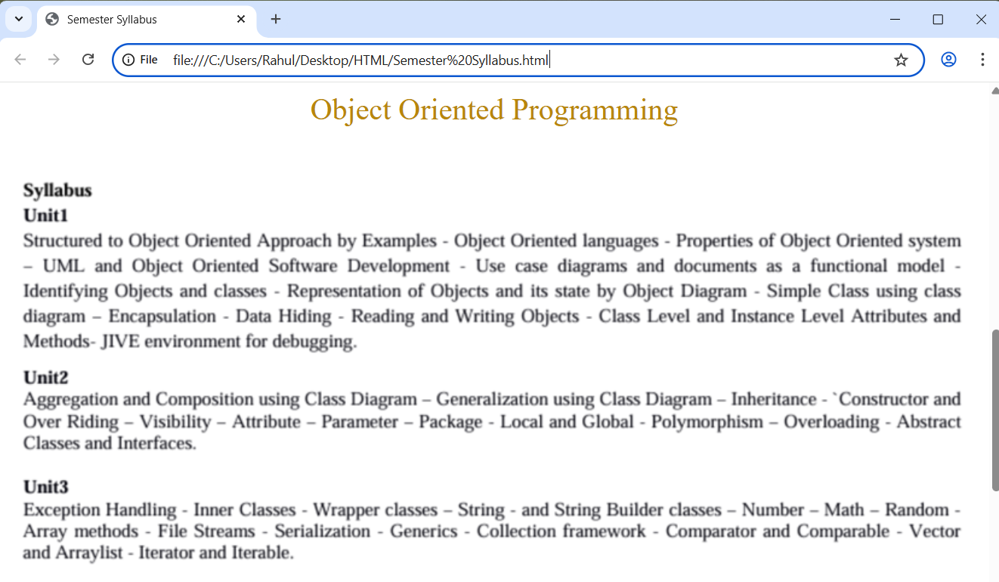 Semester Syllabus
File file:///C:/Users/Rahul/Desktop/HTML/Semester%20Syllabus.html
Object Oriented Programming
Syllabus
Unit1
Structured to Object Oriented Approach by Examples - Object Oriented languages - Properties of Object Oriented system
– UML and Object Oriented Software Development - Use case diagrams and documents as a functional model -
Identifying Objects and classes - Representation of Objects and its state by Object Diagram - Simple Class using class
diagram – Encapsulation - Data Hiding - Reading and Writing Objects - Class Level and Instance Level Attributes and
Methods- JIVE environment for debugging.
Unit2
Aggregation and Composition using Class Diagram – Generalization using Class Diagram – Inheritance - `Constructor and
Over Riding – Visibility – Attribute – Parameter – Package - Local and Global - Polymorphism – Overloading - Abstract
Classes and Interfaces.
Unit3
Exception Handling - Inner Classes - Wrapper classes – String - and String Builder classes – Number – Math – Random -
Array methods - File Streams - Serialization - Generics - Collection framework - Comparator and Comparable - Vector
and Arraylist - Iterator and Iterable.